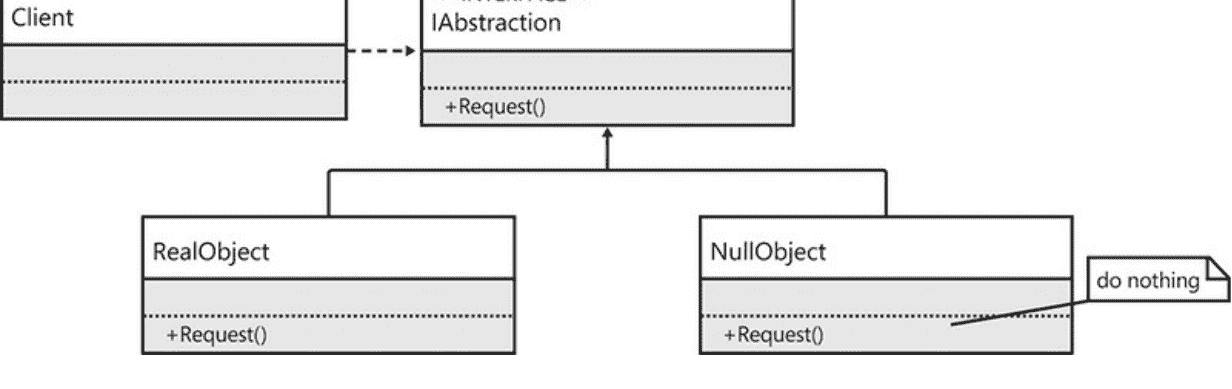 Client
IAbstraction
+Request()
RealObject
NullObject
do nothing
+Request()
+Request()